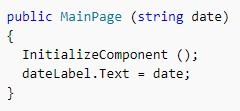 public MainPage (string date)
{
  InitializeComponent ();
  dateLabel.Text = date;
}